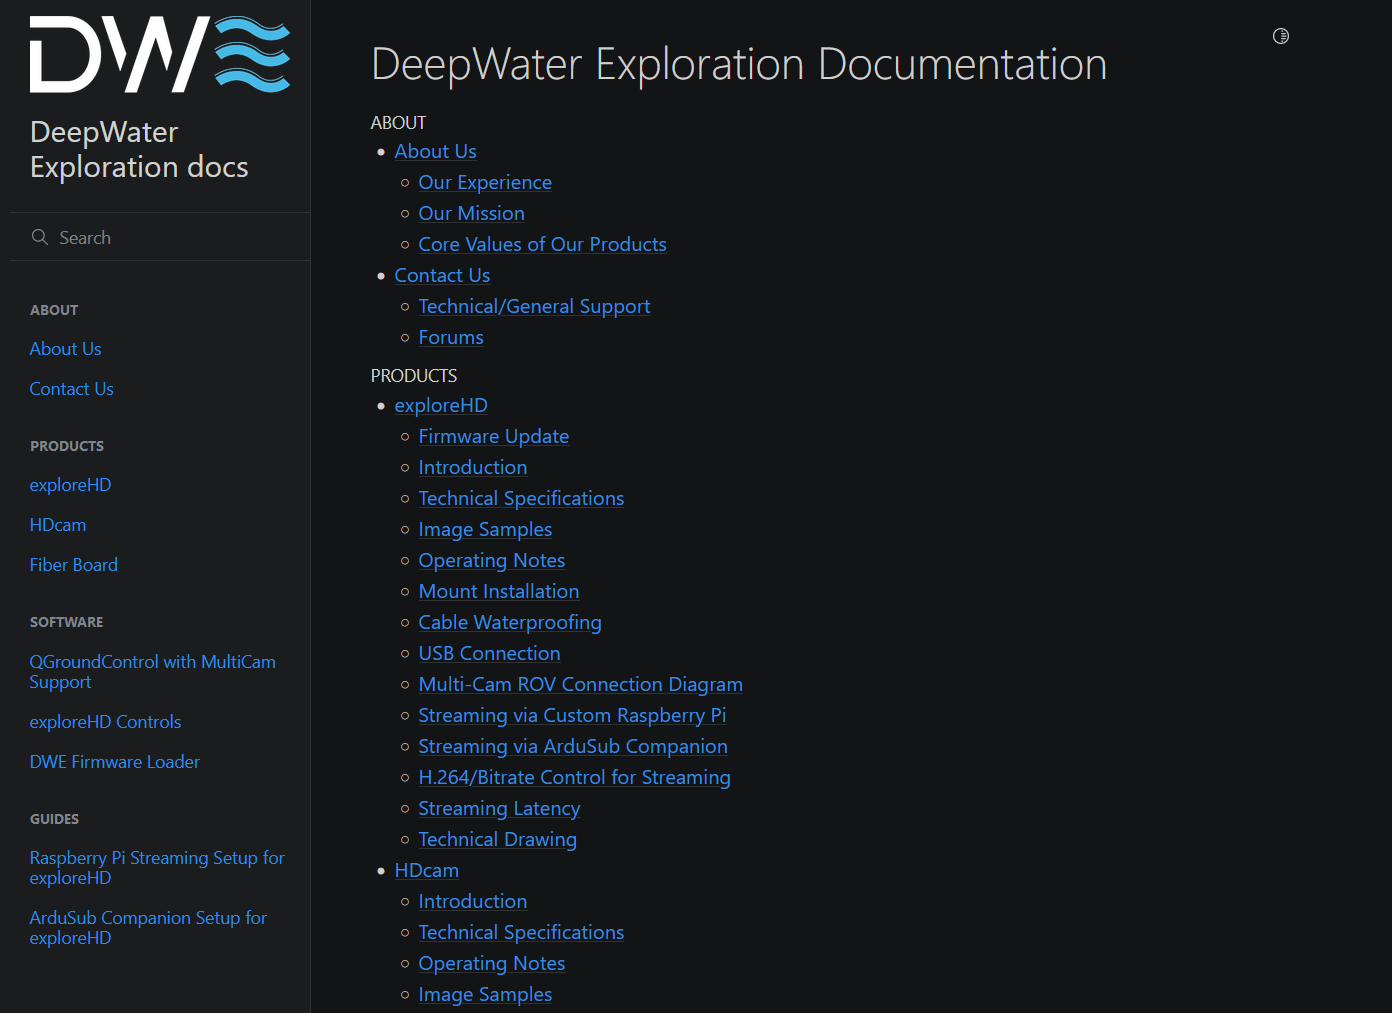 DWE
DeepWater
Exploration docs
Search
ABOUT
About Us
Contact Us
PRODUCTS
exploreHD
HDcam
Fiber Board
SOFTWARE
QGroundControl with MultiCam
Support
exploreHD Controls
DWE Firmware Loader
GUIDES
Raspberry Pi Streaming Setup for
exploreHD
ArduSub Companion Setup for
exploreHD
DeepWater Exploration Documentation
ABOUT
About Us
Our Experience
Our Mission
Core Values of Our Products
Contact Us
Technical/General Support
Forums
PRODUCTS
exploreHD
Firmware Update
Introduction
Technical Specifications
Image Samples
Operating Notes
Mount Installation
Cable Waterproofing
USB Connection
Multi-Cam ROV Connection Diagram
Streaming via Custom Raspberry Pi
Streaming via ArduSub Companion
H.264/Bitrate Control for Streaming
Streaming Latency
Technical Drawing
HDcam
Introduction
Technical Specifications
Operating Notes
Image Samples